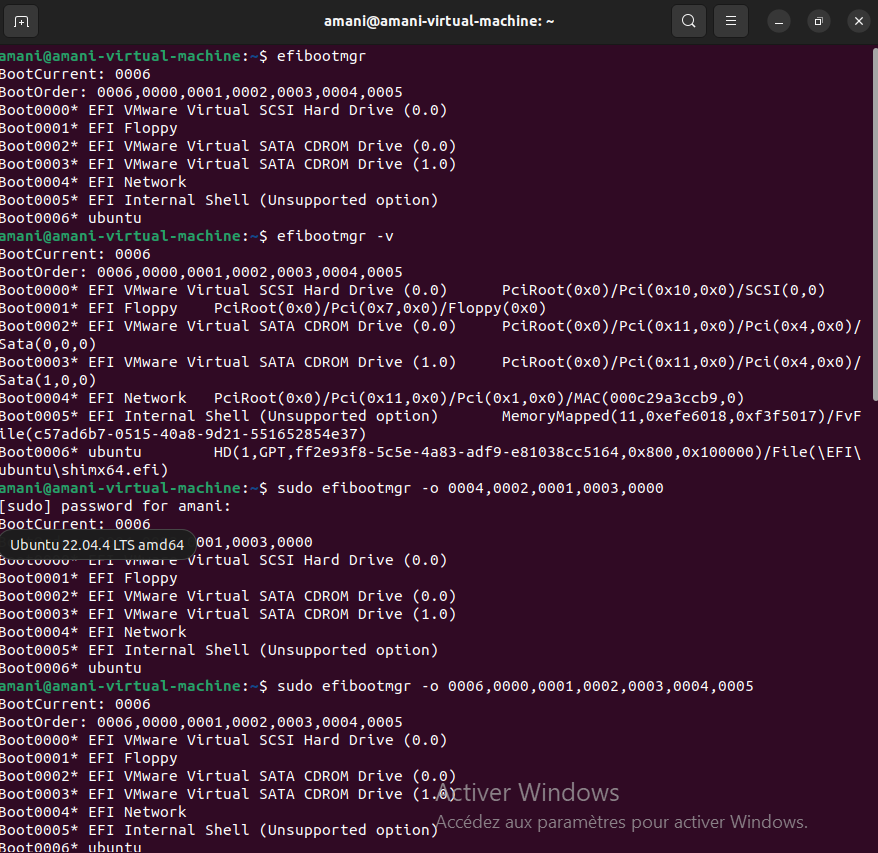 amani@amani-virtual-machine: ~
amani@amani-virtual-machine:~$ efibootmgr
BootCurrent: 0006
BootOrder: 0006,0000,0001,0002,0003,0004,0005
Boot0000* EFI VMware Virtual SCSI Hard Drive (0.0)
Boot0001* EFI Floppy
Boot0002* EFI VMware Virtual SATA CDROM Drive (0.0)
Boot0003* EFI VMware Virtual SATA CDROM Drive (1.0)
Boot0004* EFI Network
Boot0005* EFI Internal Shell (Unsupported option)
Boot0006* ubuntu
amani@amani-virtual-machine:~$ efibootmgr -v
BootCurrent: 0006
BootOrder: 0006,0000,0001,0002,0003,0004,0005
Boot0000* EFI VMware Virtual SCSI Hard Drive (0.0)      PciRoot(0x0)/Pci(0x10,0x0)/SCSI(0,0)
Boot0001* EFI Floppy    PciRoot(0x0)/Pci(0x7,0x0)/Floppy(0x0)
Boot0002* EFI VMware Virtual SATA CDROM Drive (0.0)     PciRoot(0x0)/Pci(0x11,0x0)/Pci(0x4,0x0)/
Sata(0,0,0)
Boot0003* EFI VMware Virtual SATA CDROM Drive (1.0)     PciRoot(0x0)/Pci(0x11,0x0)/Pci(0x4,0x0)/
Sata(1,0,0)
Boot0004* EFI Network   PciRoot(0x0)/Pci(0x11,0x0)/Pci(0x1,0x0)/MAC(000c29a3ccb9,0)
Boot0005* EFI Internal Shell (Unsupported option)       MemoryMapped(11,0xefe6018,0xf3f5017)/FvF
ile(c57ad6b7-0515-40a8-9d21-551652854e37)
Boot0006* ubuntu        HD(1,GPT,ff2e93f8-5c5e-4a83-adf9-e81038cc5164,0x800,0x100000)/File(\EFI\
ubuntu\shimx64.efi)
amani@amani-virtual-machine:~$ sudo efibootmgr -o 0004,0002,0001,0003,0000
[sudo] password for amani:
BootCurrent: 0006
Ubuntu 22.04.4 LTS amd64
001,0003,0000
Boot0000* EFI VMware Virtual SCSI Hard Drive (0.0)
Boot0001* EFI Floppy
Boot0002* EFI VMware Virtual SATA CDROM Drive (0.0)
Boot0003* EFI VMware Virtual SATA CDROM Drive (1.0)
Boot0004* EFI Network
Boot0005* EFI Internal Shell (Unsupported option)
Boot0006* ubuntu
amani@amani-virtual-machine:~$ sudo efibootmgr -o 0006,0000,0001,0002,0003,0004,0005
BootCurrent: 0006
BootOrder: 0006,0000,0001,0002,0003,0004,0005
Boot0000* EFI VMware Virtual SCSI Hard Drive (0.0)
Boot0001* EFI Floppy
Boot0002* EFI VMware Virtual SATA CDROM Drive (0.0)
Boot0003* EFI VMware Virtual SATA CDROM Drive (1.0)
Boot0004* EFI Network
Boot0005* EFI Internal Shell (Unsupported option)
Boot0006* ubuntu
Activer Windows
Accédez aux paramètres pour activer Windows.